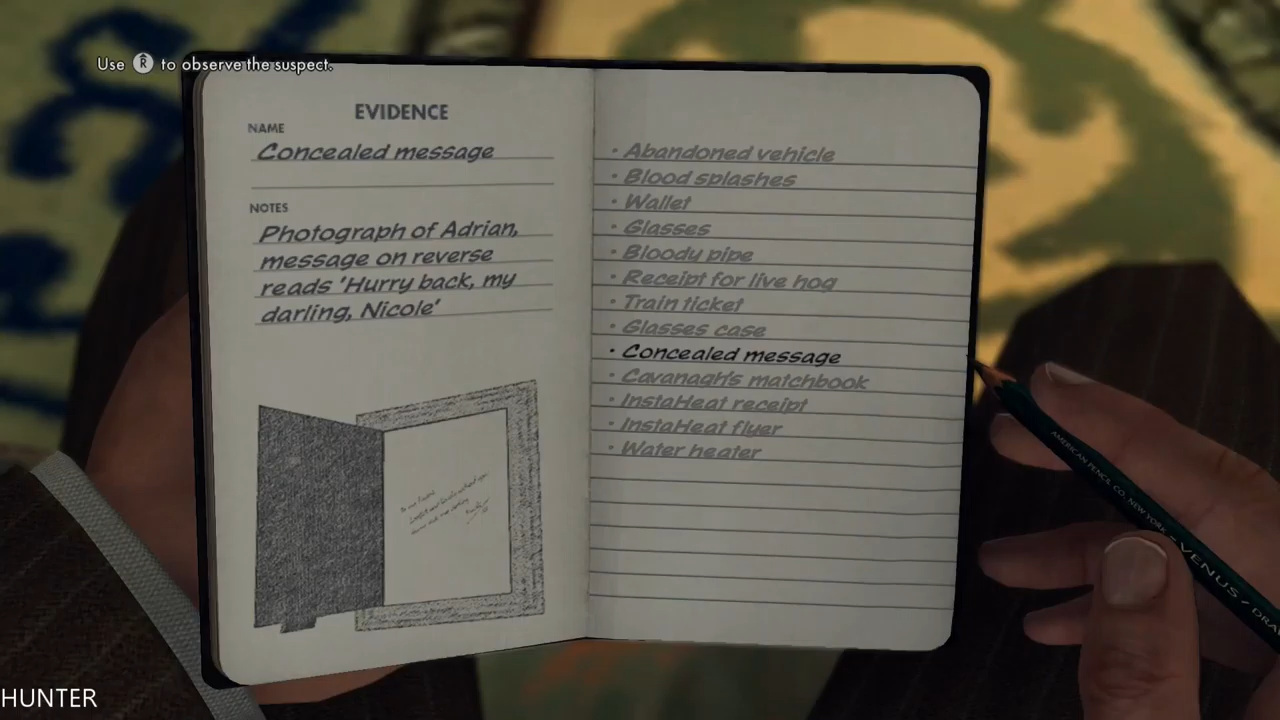 Use R to observe the suspect.
EVIDENCE
NAME
Concealed message
NOTES
Photograph of Adrian,
message on reverse
reads 'Hurry back, my
darling, Nicole'
• Abandoned vehicle
• Blood splashes
• Wallet
• Glasses
• Bloody pipe
• Receipt for live hog
• Train ticket
• Glasses case
• Concealed message
• Cavanagh's matchbook
• InstaHeat receipt
• InstaHeat flyer
• Water heater
AMERICAN PENCIL CO. NEW YORK VENUS / DRA
HUNTER